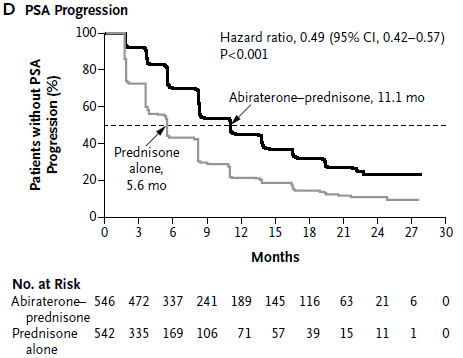 D PSA Progression
Hazard ratio, 0.49 (95% CI, 0.42–0.57)
P<0.001
Patients without PSA
Progression (%)
100
80
60
40
20
0
Abiraterone–prednisone, 11.1 mo
Prednisone
alone,
5.6 mo
0 3 6 9 12 15 18 21 24 27 30
Months
No. at Risk
Abiraterone– 546 472 337 241 189 145 116 63 21 6 0
prednisone
Prednisone 542 335 169 106 71 57 39 15 11 1 0
alone